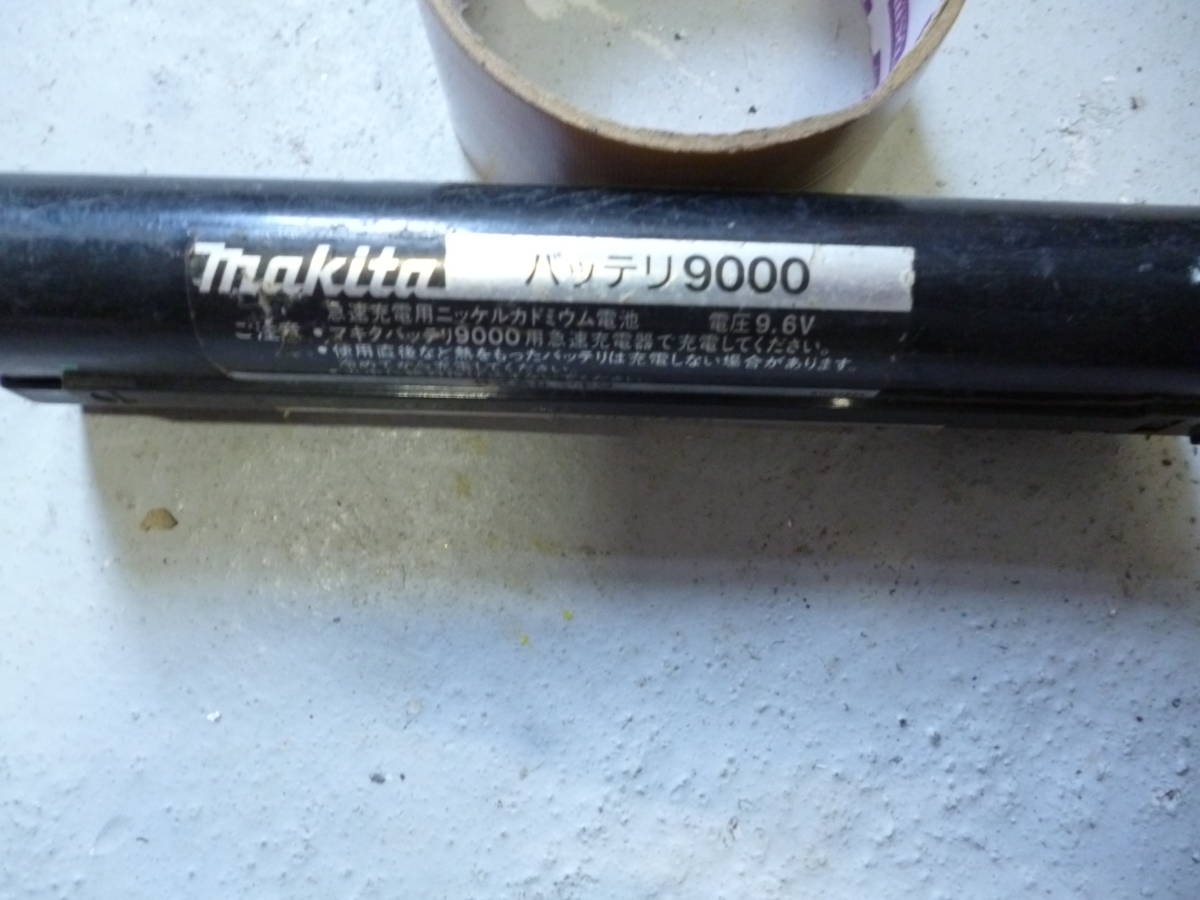 makita バッテリ9000
急速充電用ニッケルカドミウム電池 電圧9.6V
ご注意 ●マキタバッテリ9000用急速充電器で充電してください。
●使用直後など熱をもったバッテリは充電しない場合があります。